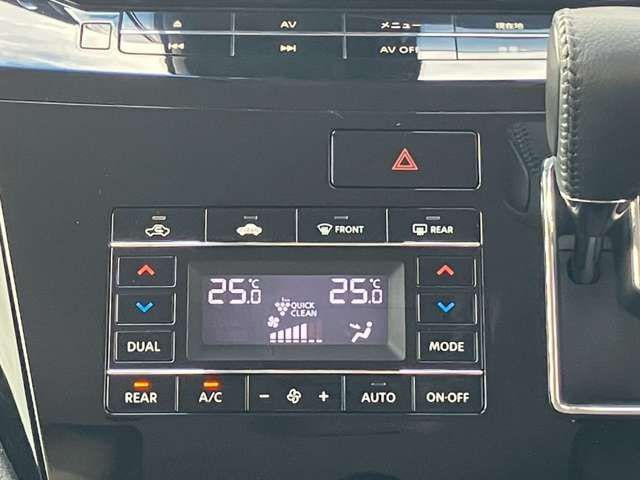 AV メニュー 現在地
AV OFF
FRONT REAR
25.0 °C QUICK CLEAN 25.0 °C
DUAL MODE
REAR A/C − + AUTO ON·OFF